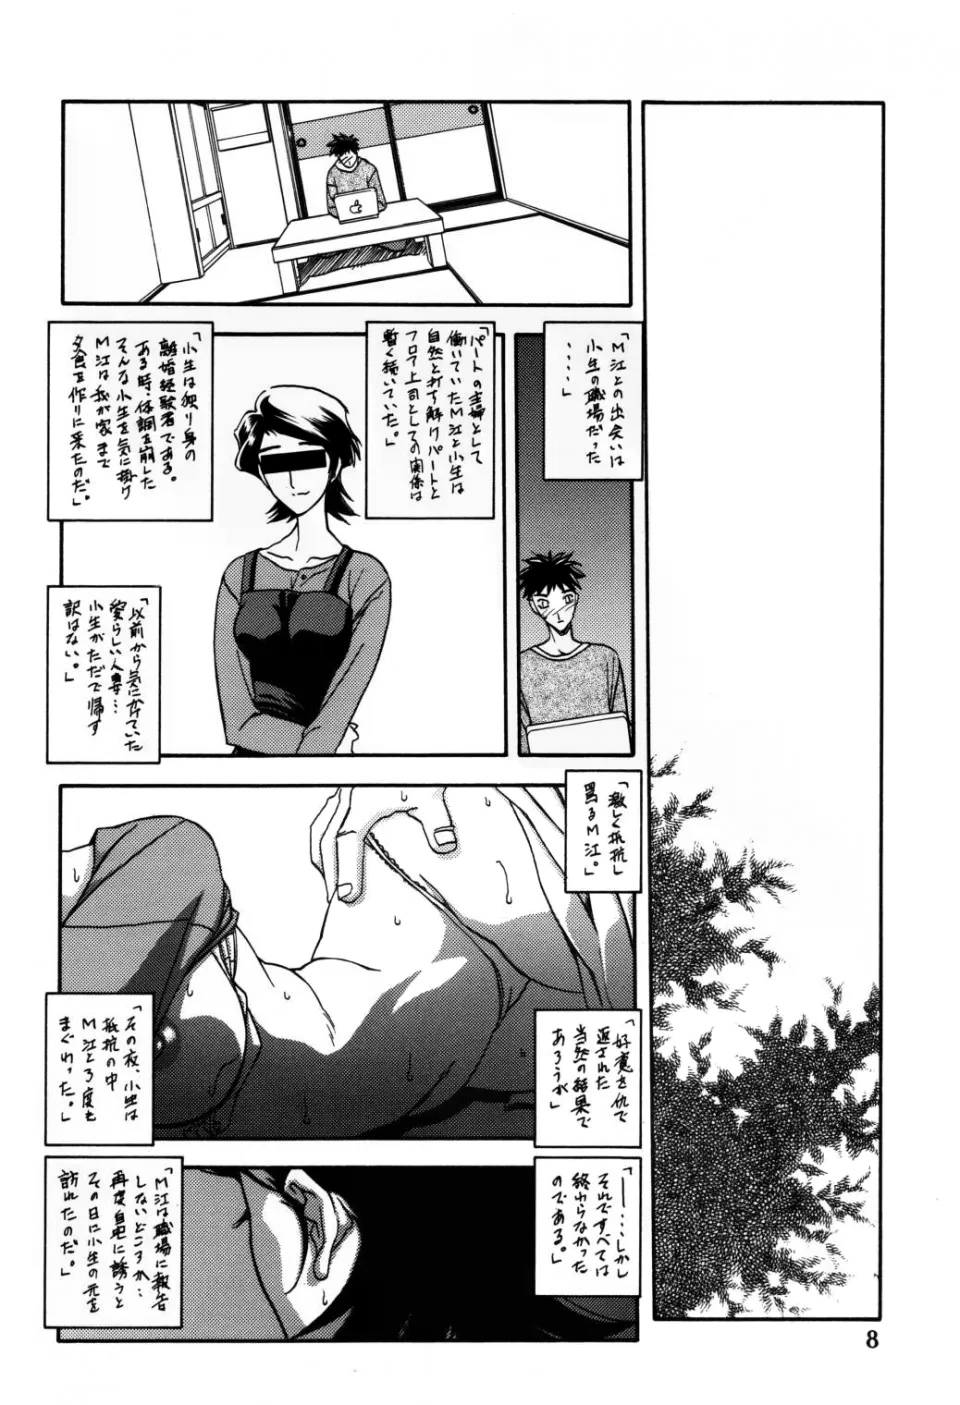 「M江との出会いは
小生の職場だった
・・・・」
「パートの主婦として
働いていたM江と小生は
自然と打ち解けパートと
フロア上司としての関係は
暫く続いていた。」
「小生は独り身の
離婚経験者である。
ある時、体調を崩した
そんな小生を気に掛け
M江は我が家まで
夕食を作りに来たのだ。」
「以前から気にかけていた
愛らしい人妻…
小生がただで帰す
訳はない。」
「激しく抵抗し
罵るM江。」
「好意を仇で
返された
当然の結果で
あろうが」
「その夜、小生は
抵抗の中
M江と3度も
まぐわった。」
「――…しかし
それですべては
終わらなかった
のである。」
「M江は職場に報告
しないどころか…
再度自宅に誘うと
その日に小生の元を
訪れたのだ。」
8